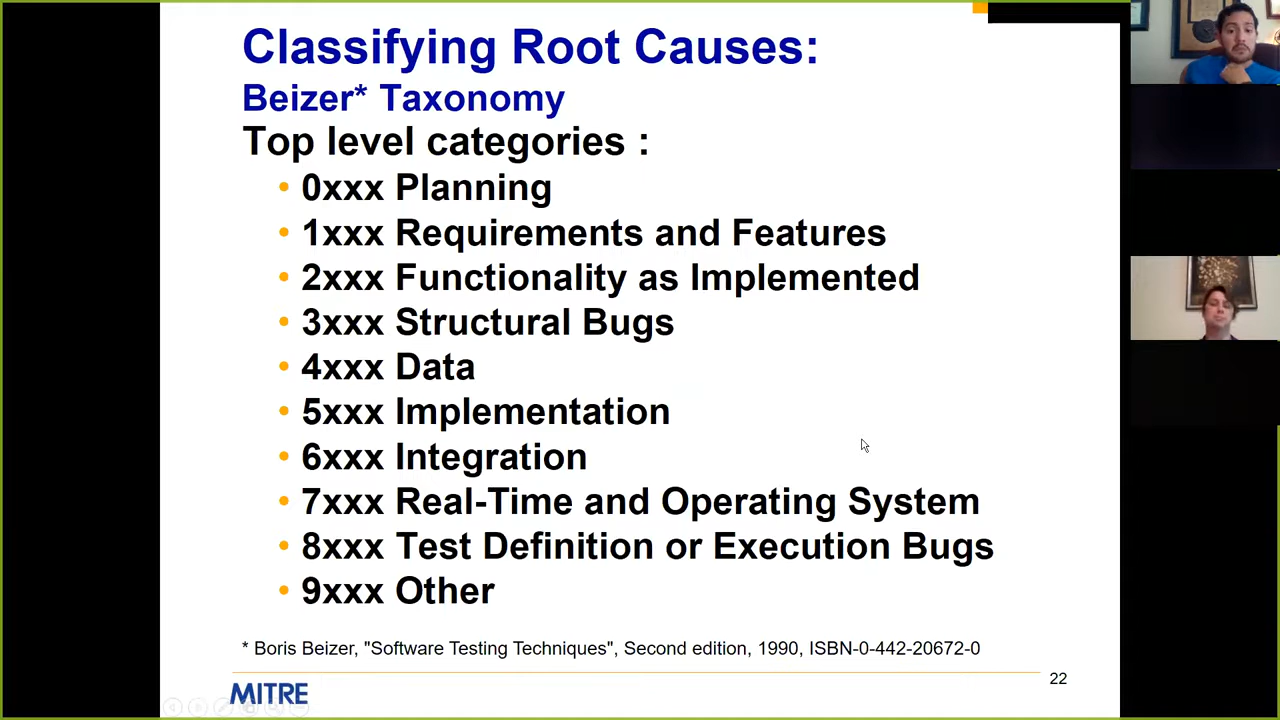 Classifying Root Causes:
Beizer* Taxonomy
Top level categories :
• 0xxx Planning
• 1xxx Requirements and Features
• 2xxx Functionality as Implemented
• 3xxx Structural Bugs
• 4xxx Data
• 5xxx Implementation
• 6xxx Integration
• 7xxx Real-Time and Operating System
• 8xxx Test Definition or Execution Bugs
• 9xxx Other
* Boris Beizer, "Software Testing Techniques", Second edition, 1990, ISBN-0-442-20672-0
22
MITRE